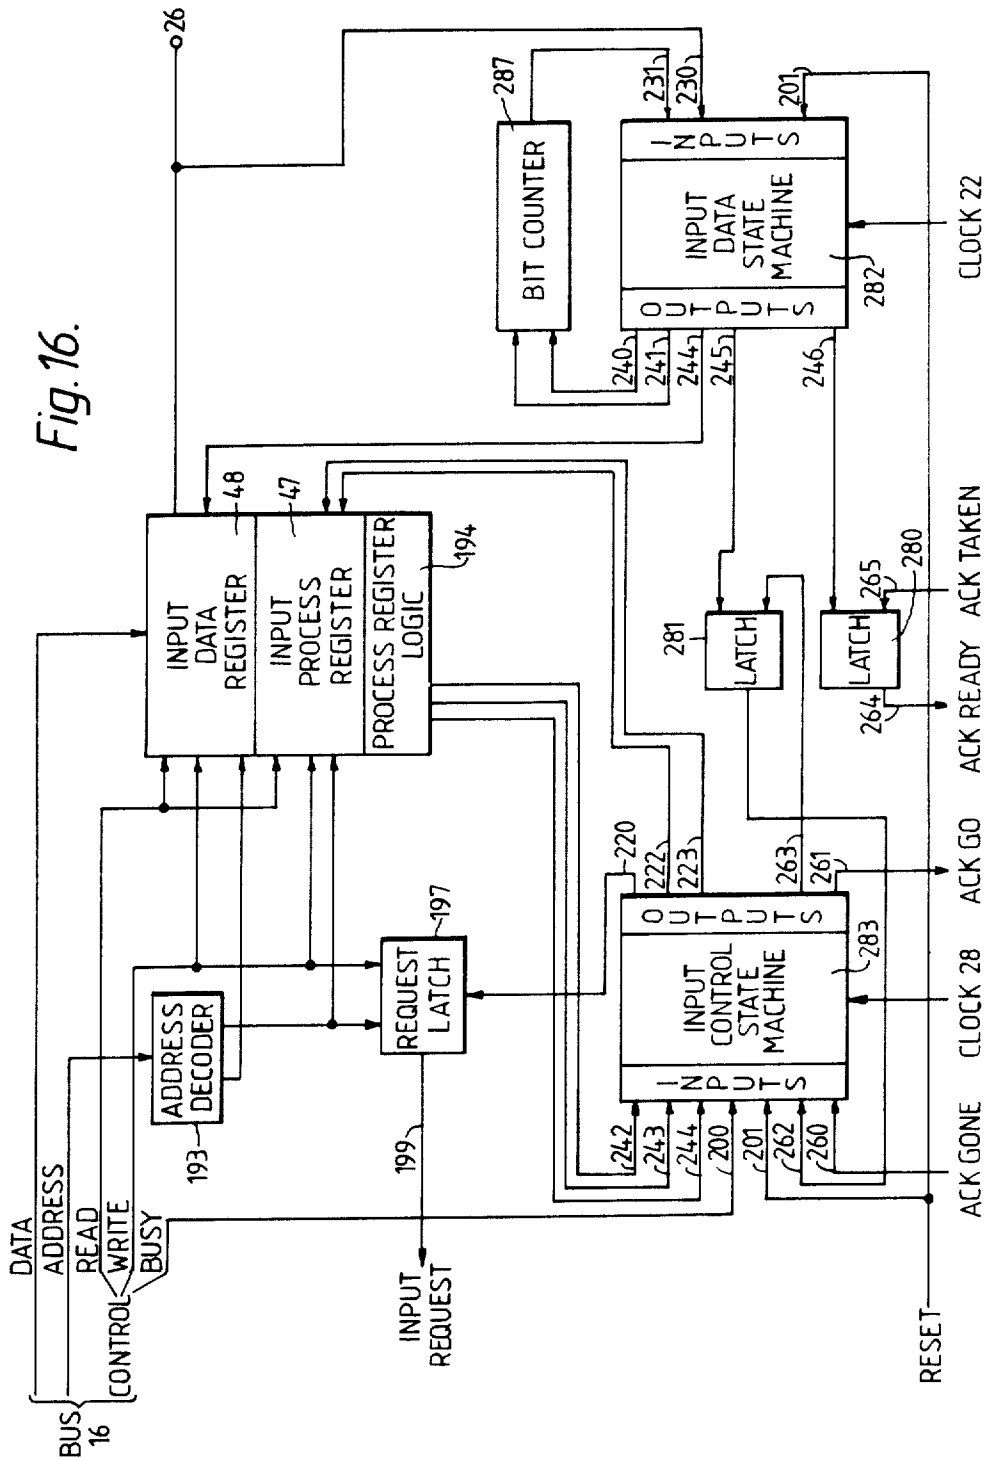 Fig. 16.
BUS
16
DATA
ADDRESS
CONTROL
READ
WRITE
BUSY
ADDRESS
DECODER
193
INPUT
DATA
REGISTER
48
INPUT
PROCESS
REGISTER
47
PROCESS REGISTER
LOGIC
194
26
REQUEST
LATCH
197
199
INPUT
REQUEST
BIT COUNTER
287
INPUTS
INPUT
CONTROL
STATE
MACHINE
OUTPUTS
283
242
243
244
200
201
262
260
220
222
223
263
261
LATCH
281
LATCH
280
264
265
OUTPUTS
INPUT
DATA
STATE
MACHINE
INPUTS
282
240
241
244
245
246
231
230
201
RESET
ACK GONE
CLOCK 28
ACK GO
ACK READY
ACK TAKEN
CLOCK 22